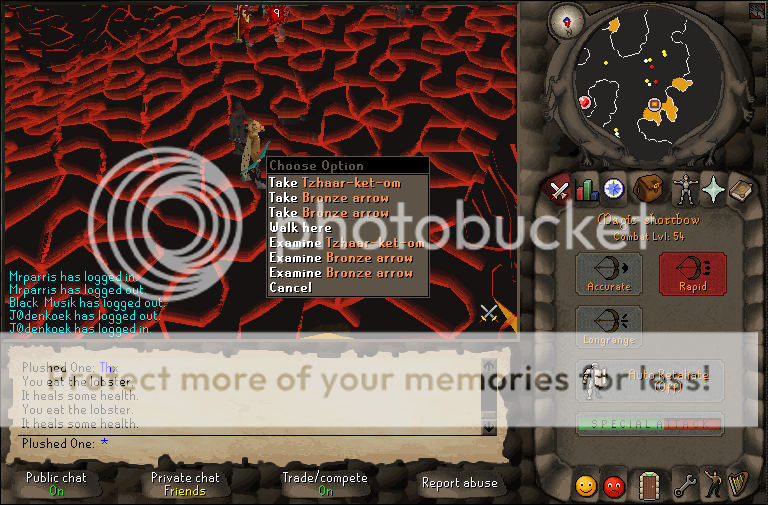 9
N
Choose Option
Take Tzhaar-ket-om
Take Bronze arrow
Take Bronze arrow
Walk here
Examine Tzhaar-ket-om
Examine Bronze arrow
Examine Bronze arrow
Cancel
Mrparris has logged in.
Mrparris has logged out.
Black Musik has logged out.
J0denkoek has logged out.
J0denkoek has logged in.
Plushed One: Thx
You eat the lobster.
It heals some health.
You eat the lobster.
It heals some health.
Plushed One: *
Public chat
On
Private chat
Friends
Trade/compete
On
Report abuse
Magic shortbow
Combat Lvl: 54
Accurate
Rapid
Longrange
Auto Retaliate
(Off)
SPECIAL ATTACK
photobucket
Protect more of your memories for less!